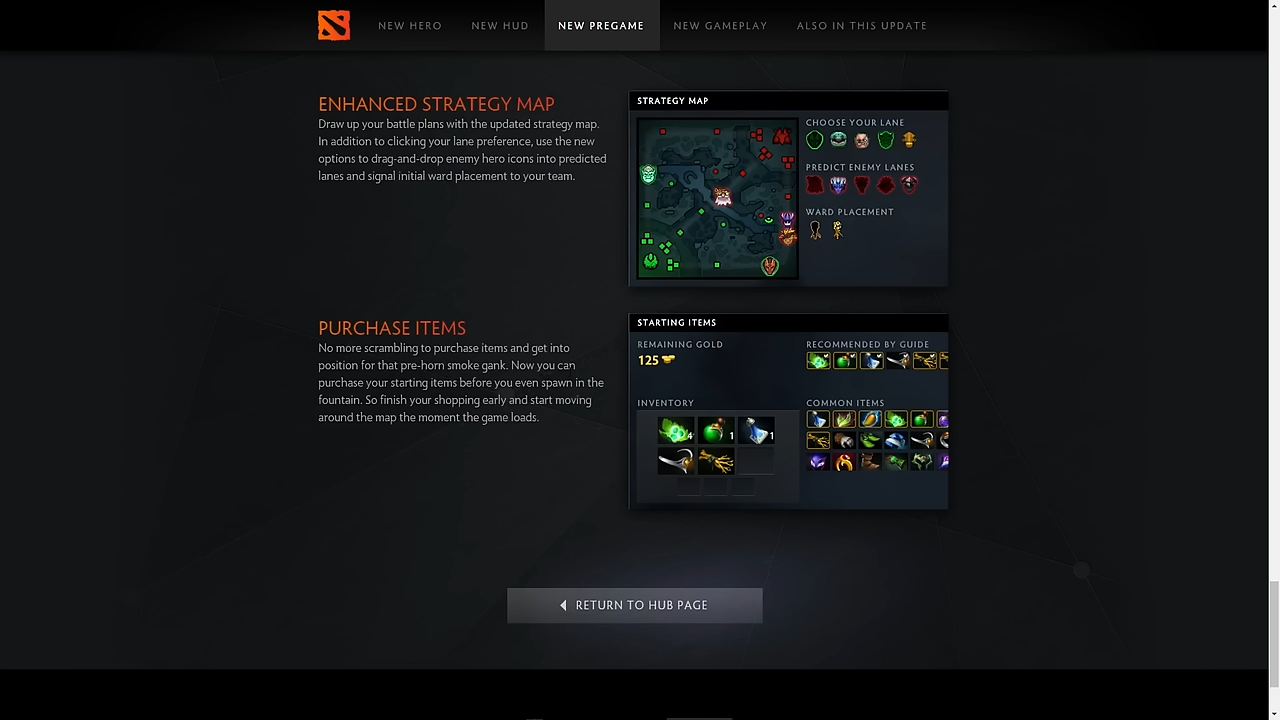 NEW HERO NEW HUD NEW PREGAME NEW GAMEPLAY ALSO IN THIS UPDATE
ENHANCED STRATEGY MAP
Draw up your battle plans with the updated strategy map.
In addition to clicking your lane preference, use the new
options to drag-and-drop enemy hero icons into predicted
lanes and signal initial ward placement to your team.
STRATEGY MAP
CHOOSE YOUR LANE
PREDICT ENEMY LANES
WARD PLACEMENT
PURCHASE ITEMS
No more scrambling to purchase items and get into
position for that pre-horn smoke gank. Now you can
purchase your starting items before you even spawn in the
fountain. So finish your shopping early and start moving
around the map the moment the game loads.
STARTING ITEMS
REMAINING GOLD
125
RECOMMENDED BY GUIDE
INVENTORY
4 1 1
COMMON ITEMS
RETURN TO HUB PAGE